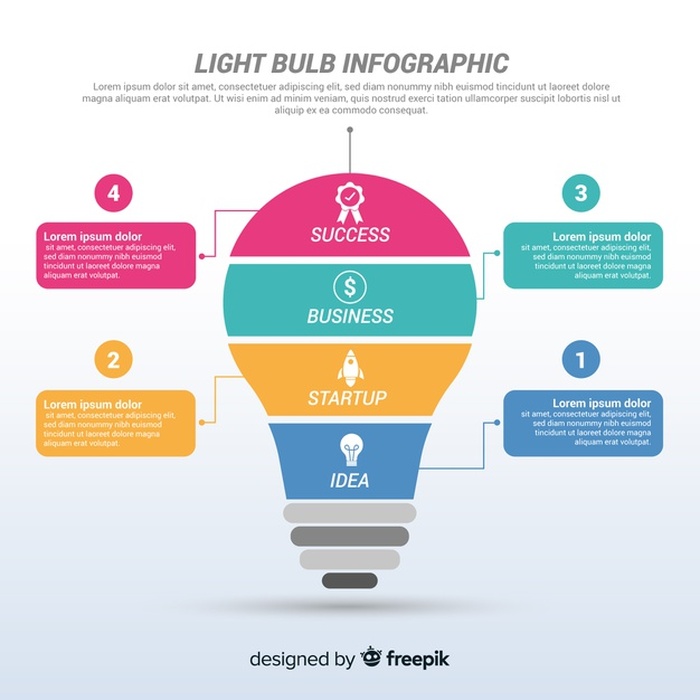 LIGHT BULB INFOGRAPHIC
Lorem ipsum dolor sit amet, consectetuer adipiscing elit, sed diam nonummy nibh euismod tincidunt ut laoreet dolore
magna aliquam erat volutpat. Ut wisi enim ad minim veniam, quis nostrud exerci tation ullamcorper suscipit lobortis nisl ut
aliquip ex ea commodo consequat.
4
Lorem ipsum dolor
sit amet, consectetuer adipiscing elit,
sed diam nonummy nibh euismod
tincidunt ut laoreet dolore magna
aliquam erat volutpat.
3
Lorem ipsum dolor
sit amet, consectetuer adipiscing elit,
sed diam nonummy nibh euismod
tincidunt ut laoreet dolore magna
aliquam erat volutpat.
SUCCESS
$
BUSINESS
2
Lorem ipsum dolor
sit amet, consectetuer adipiscing elit,
sed diam nonummy nibh euismod
tincidunt ut laoreet dolore magna
aliquam erat volutpat.
1
Lorem ipsum dolor
sit amet, consectetuer adipiscing elit,
sed diam nonummy nibh euismod
tincidunt ut laoreet dolore magna
aliquam erat volutpat.
STARTUP
IDEA
designed by freepik